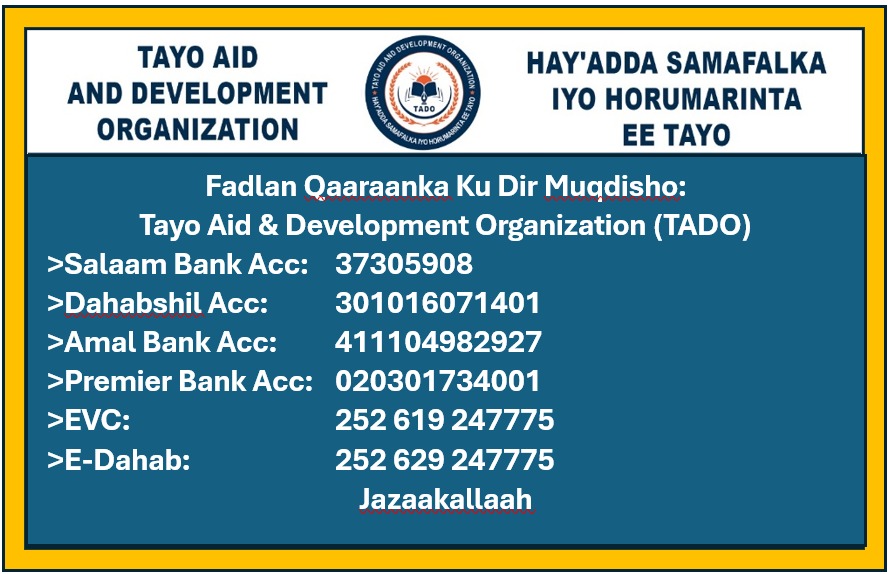 TAYO AID
AND DEVELOPMENT
ORGANIZATION
TAYO AID AND DEVELOPMENT ORGANIZATION
TADO
HAY'ADDA SAMAFALKA IYO HORUMARINTA EE TAYO
HAY'ADDA SAMAFALKA
IYO HORUMARINTA
EE TAYO
Fadlan Qaaraanka Ku Dir Muqdisho:
Tayo Aid & Development Organization (TADO)
>Salaam Bank Acc: 37305908
>Dahabshil Acc: 301016071401
>Amal Bank Acc: 411104982927
>Premier Bank Acc: 020301734001
>EVC: 252 619 247775
>E-Dahab: 252 629 247775
Jazaakallaah